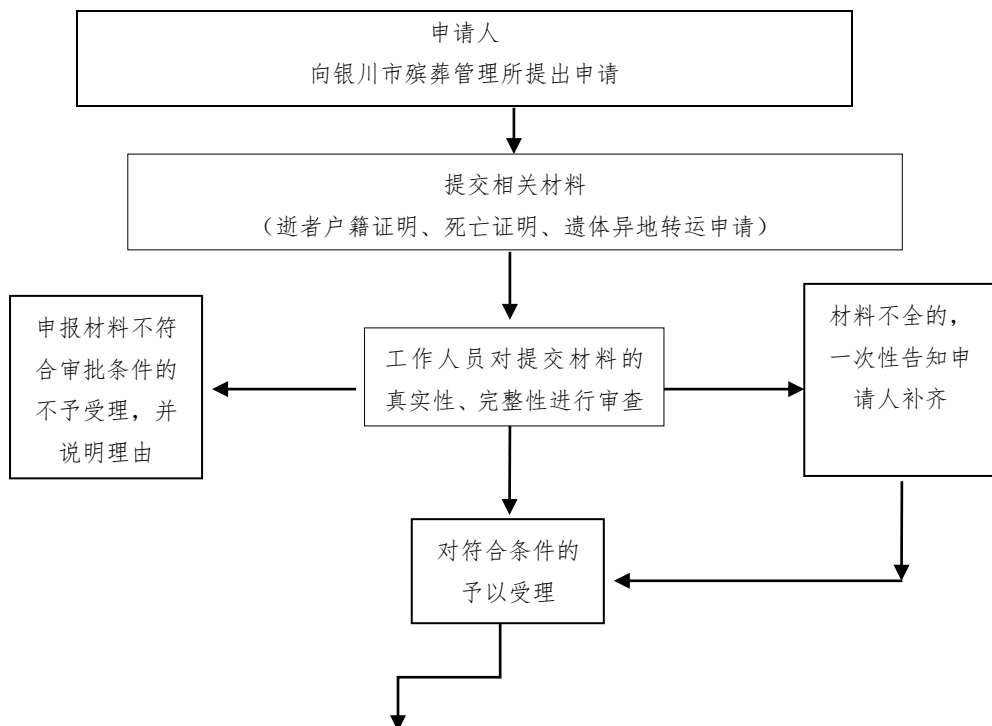 申请人
向银川市殡葬管理所提出申请
提交相关材料
（逝者户籍证明、死亡证明、遗体异地转运申请）
申报材料不符
合审批条件的
不予受理，并
说明理由
工作人员对提交材料的
真实性、完整性进行审查
材料不全的，
一次性告知申
请人补齐
对符合条件的
予以受理